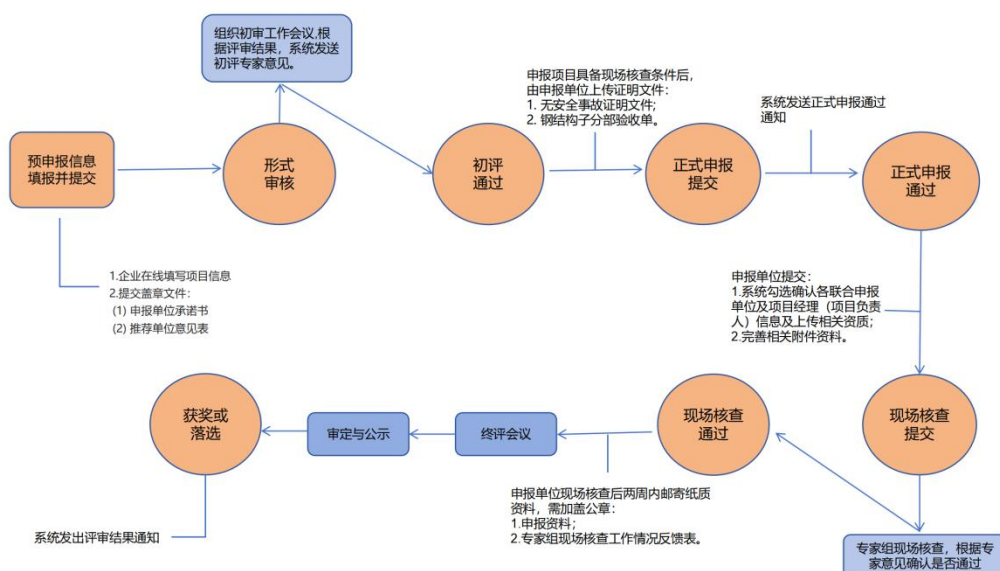 组织初审工作会议,根
据评审结果，系统发送
初评专家意见。
预申报信息
填报并提交
形式
审核
初评
通过
申报项目具备现场核查条件后，
由申报单位上传证明文件：
1. 无安全事故证明文件；
2. 钢结构子分部验收单。
正式申报
提交
系统发送正式申报通过
通知
正式申报
通过
1.企业在线填写项目信息
2.提交盖章文件：
(1) 申报单位承诺书
(2) 推荐单位意见表
申报单位提交：
1.系统勾选确认各联合申报
单位及项目经理（项目负责
人）信息及上传相关资质；
2.完善相关附件资料。
现场核查
提交
专家组现场核查，根据专
家意见确认是否通过
现场核查
通过
申报单位现场核查后两周内邮寄纸质
资料，需加盖公章：
1.申报资料；
2.专家组现场核查工作情况反馈表。
终评会议
审定与公示
获奖或
落选
系统发出评审结果通知